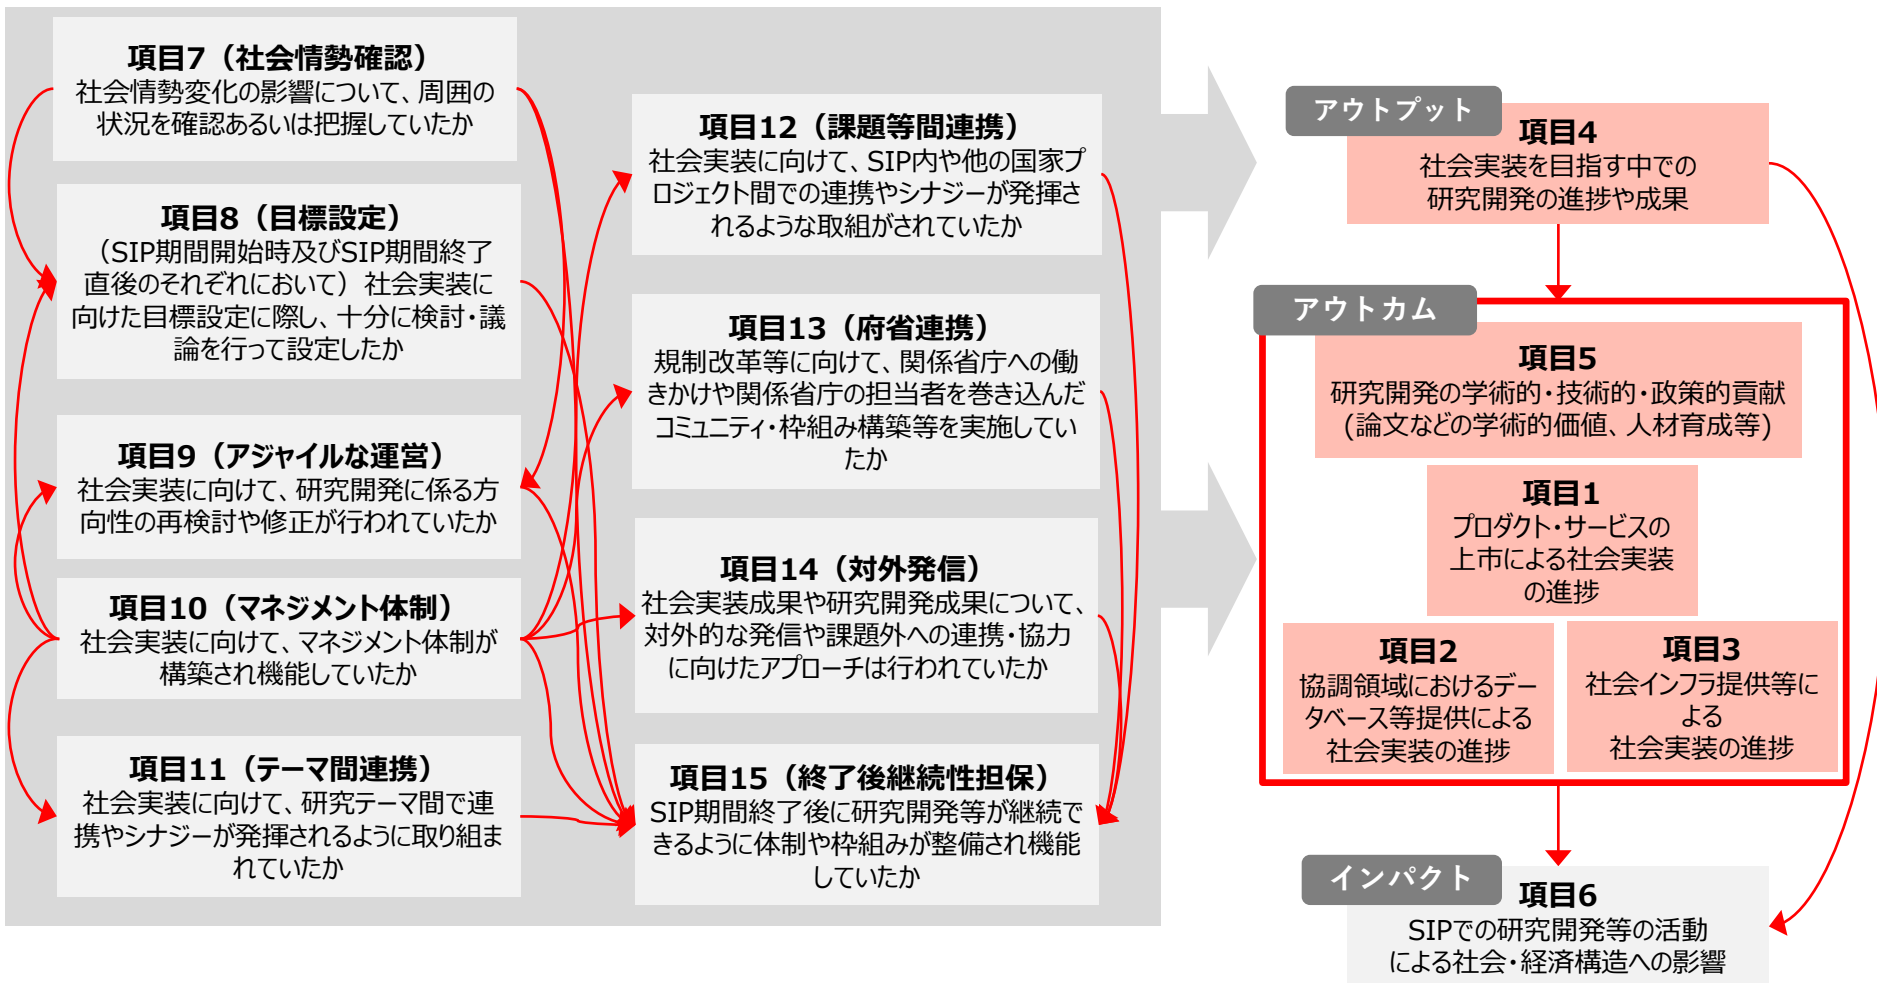 項目7（社会情勢確認）
社会情勢変化の影響について、周囲の
状況を確認あるいは把握していたか
項目8（目標設定）
（SIP期間開始時及びSIP期間終了
直後のそれぞれにおいて）社会実装に
向けた目標設定に際し、十分に検討・議
論を行って設定したか
項目9（アジャイルな運営）
社会実装に向けて、研究開発に係る方
向性の再検討や修正が行われていたか
項目10（マネジメント体制）
社会実装に向けて、マネジメント体制が
構築され機能していたか
項目11（テーマ間連携）
社会実装に向けて、研究テーマ間で連
携やシナジーが発揮されるように取り組ま
れていたか
項目12（課題等間連携）
社会実装に向けて、SIP内や他の国家プ
ロジェクト間での連携やシナジーが発揮さ
れるような取組がされていたか
項目13（府省連携）
規制改革等に向けて、関係省庁への働
きかけや関係省庁の担当者を巻き込んだ
コミュニティ・枠組み構築等を実施してい
たか
項目14（対外発信）
社会実装成果や研究開発成果について、
対外的な発信や課題外への連携・協力
に向けたアプローチは行われていたか
項目15（終了後継続性担保）
SIP期間終了後に研究開発等が継続で
きるように体制や枠組みが整備され機能
していたか
アウトプット
項目4
社会実装を目指す中での
研究開発の進捗や成果
アウトカム
項目5
研究開発の学術的・技術的・政策的貢献
(論文などの学術的価値、人材育成等)
項目1
プロダクト・サービスの
上市による社会実装
の進捗
項目2
協調領域におけるデー
タベース等提供による
社会実装の進捗
項目3
社会インフラ提供等に
よる
社会実装の進捗
インパクト
項目6
SIPでの研究開発等の活動
による社会・経済構造への影響